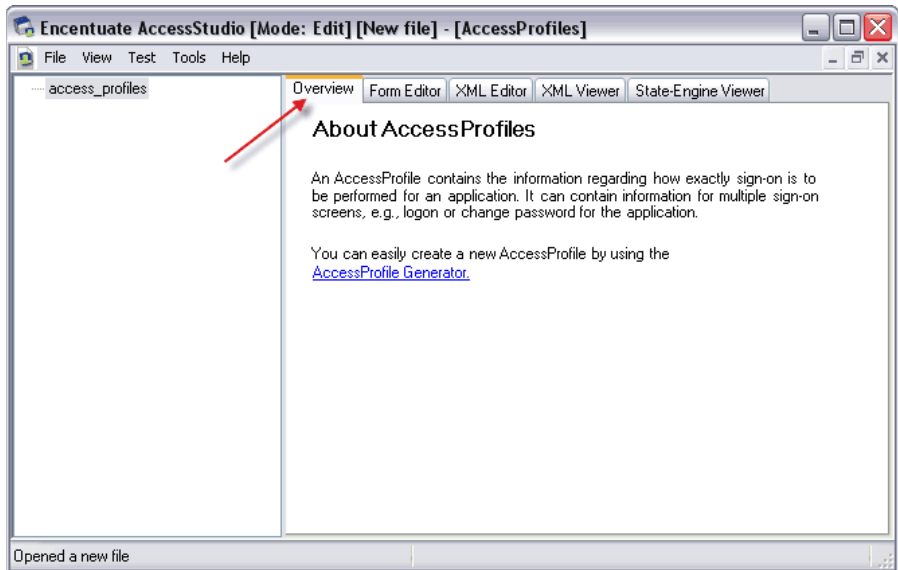 Encentuate AccessStudio [Mode: Edit] [New file] - [AccessProfiles]
File View Test Tools Help
access_profiles
Overview Form Editor XML Editor XML Viewer State-Engine Viewer
About AccessProfiles
An AccessProfile contains the information regarding how exactly sign-on is to
be performed for an application. It can contain information for multiple sign-on
screens, e.g., logon or change password for the application.
You can easily create a new AccessProfile by using the
AccessProfile Generator.
Opened a new file